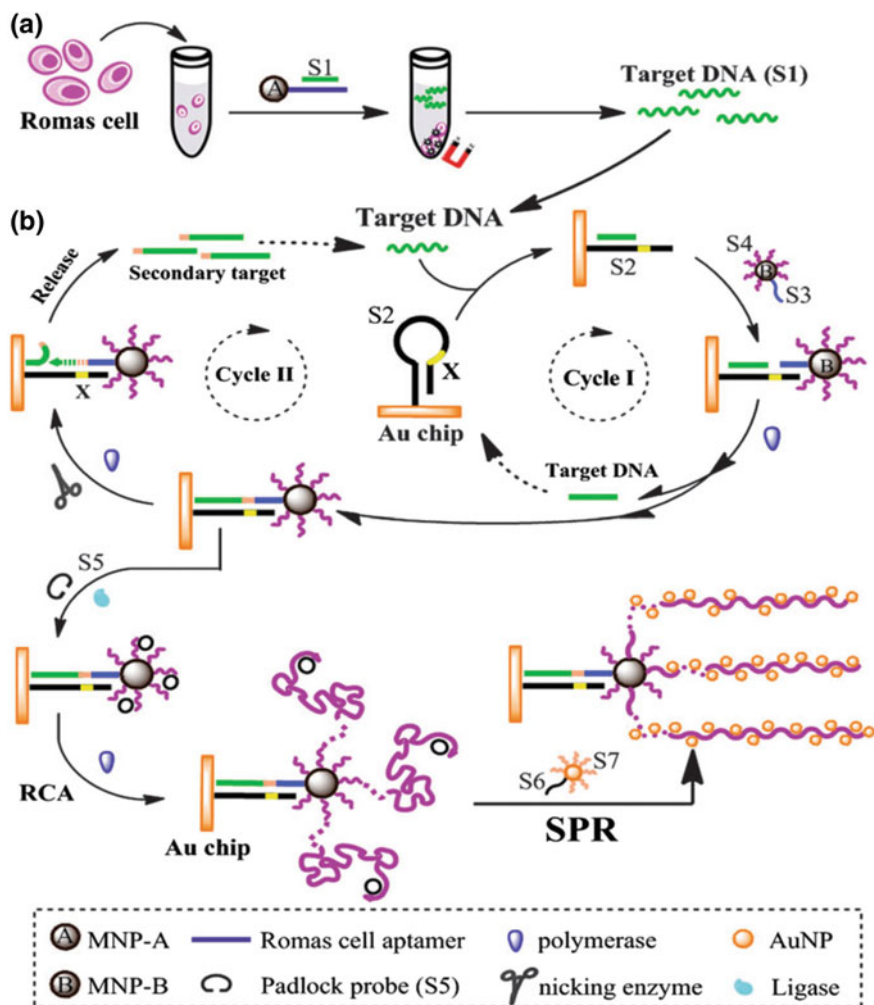 (a)
S1
A
Romas cell
Target DNA (S1)
(b)
Target DNA
Release
Secondary target
S2
S4
B
S3
S2
X
Cycle II
X
Cycle I
B
Au chip
Target DNA
S5
RCA
Au chip
S6
S7
SPR
A MNP-A
Romas cell aptamer
polymerase
AuNP
B MNP-B
Padlock probe (S5)
nicking enzyme
Ligase